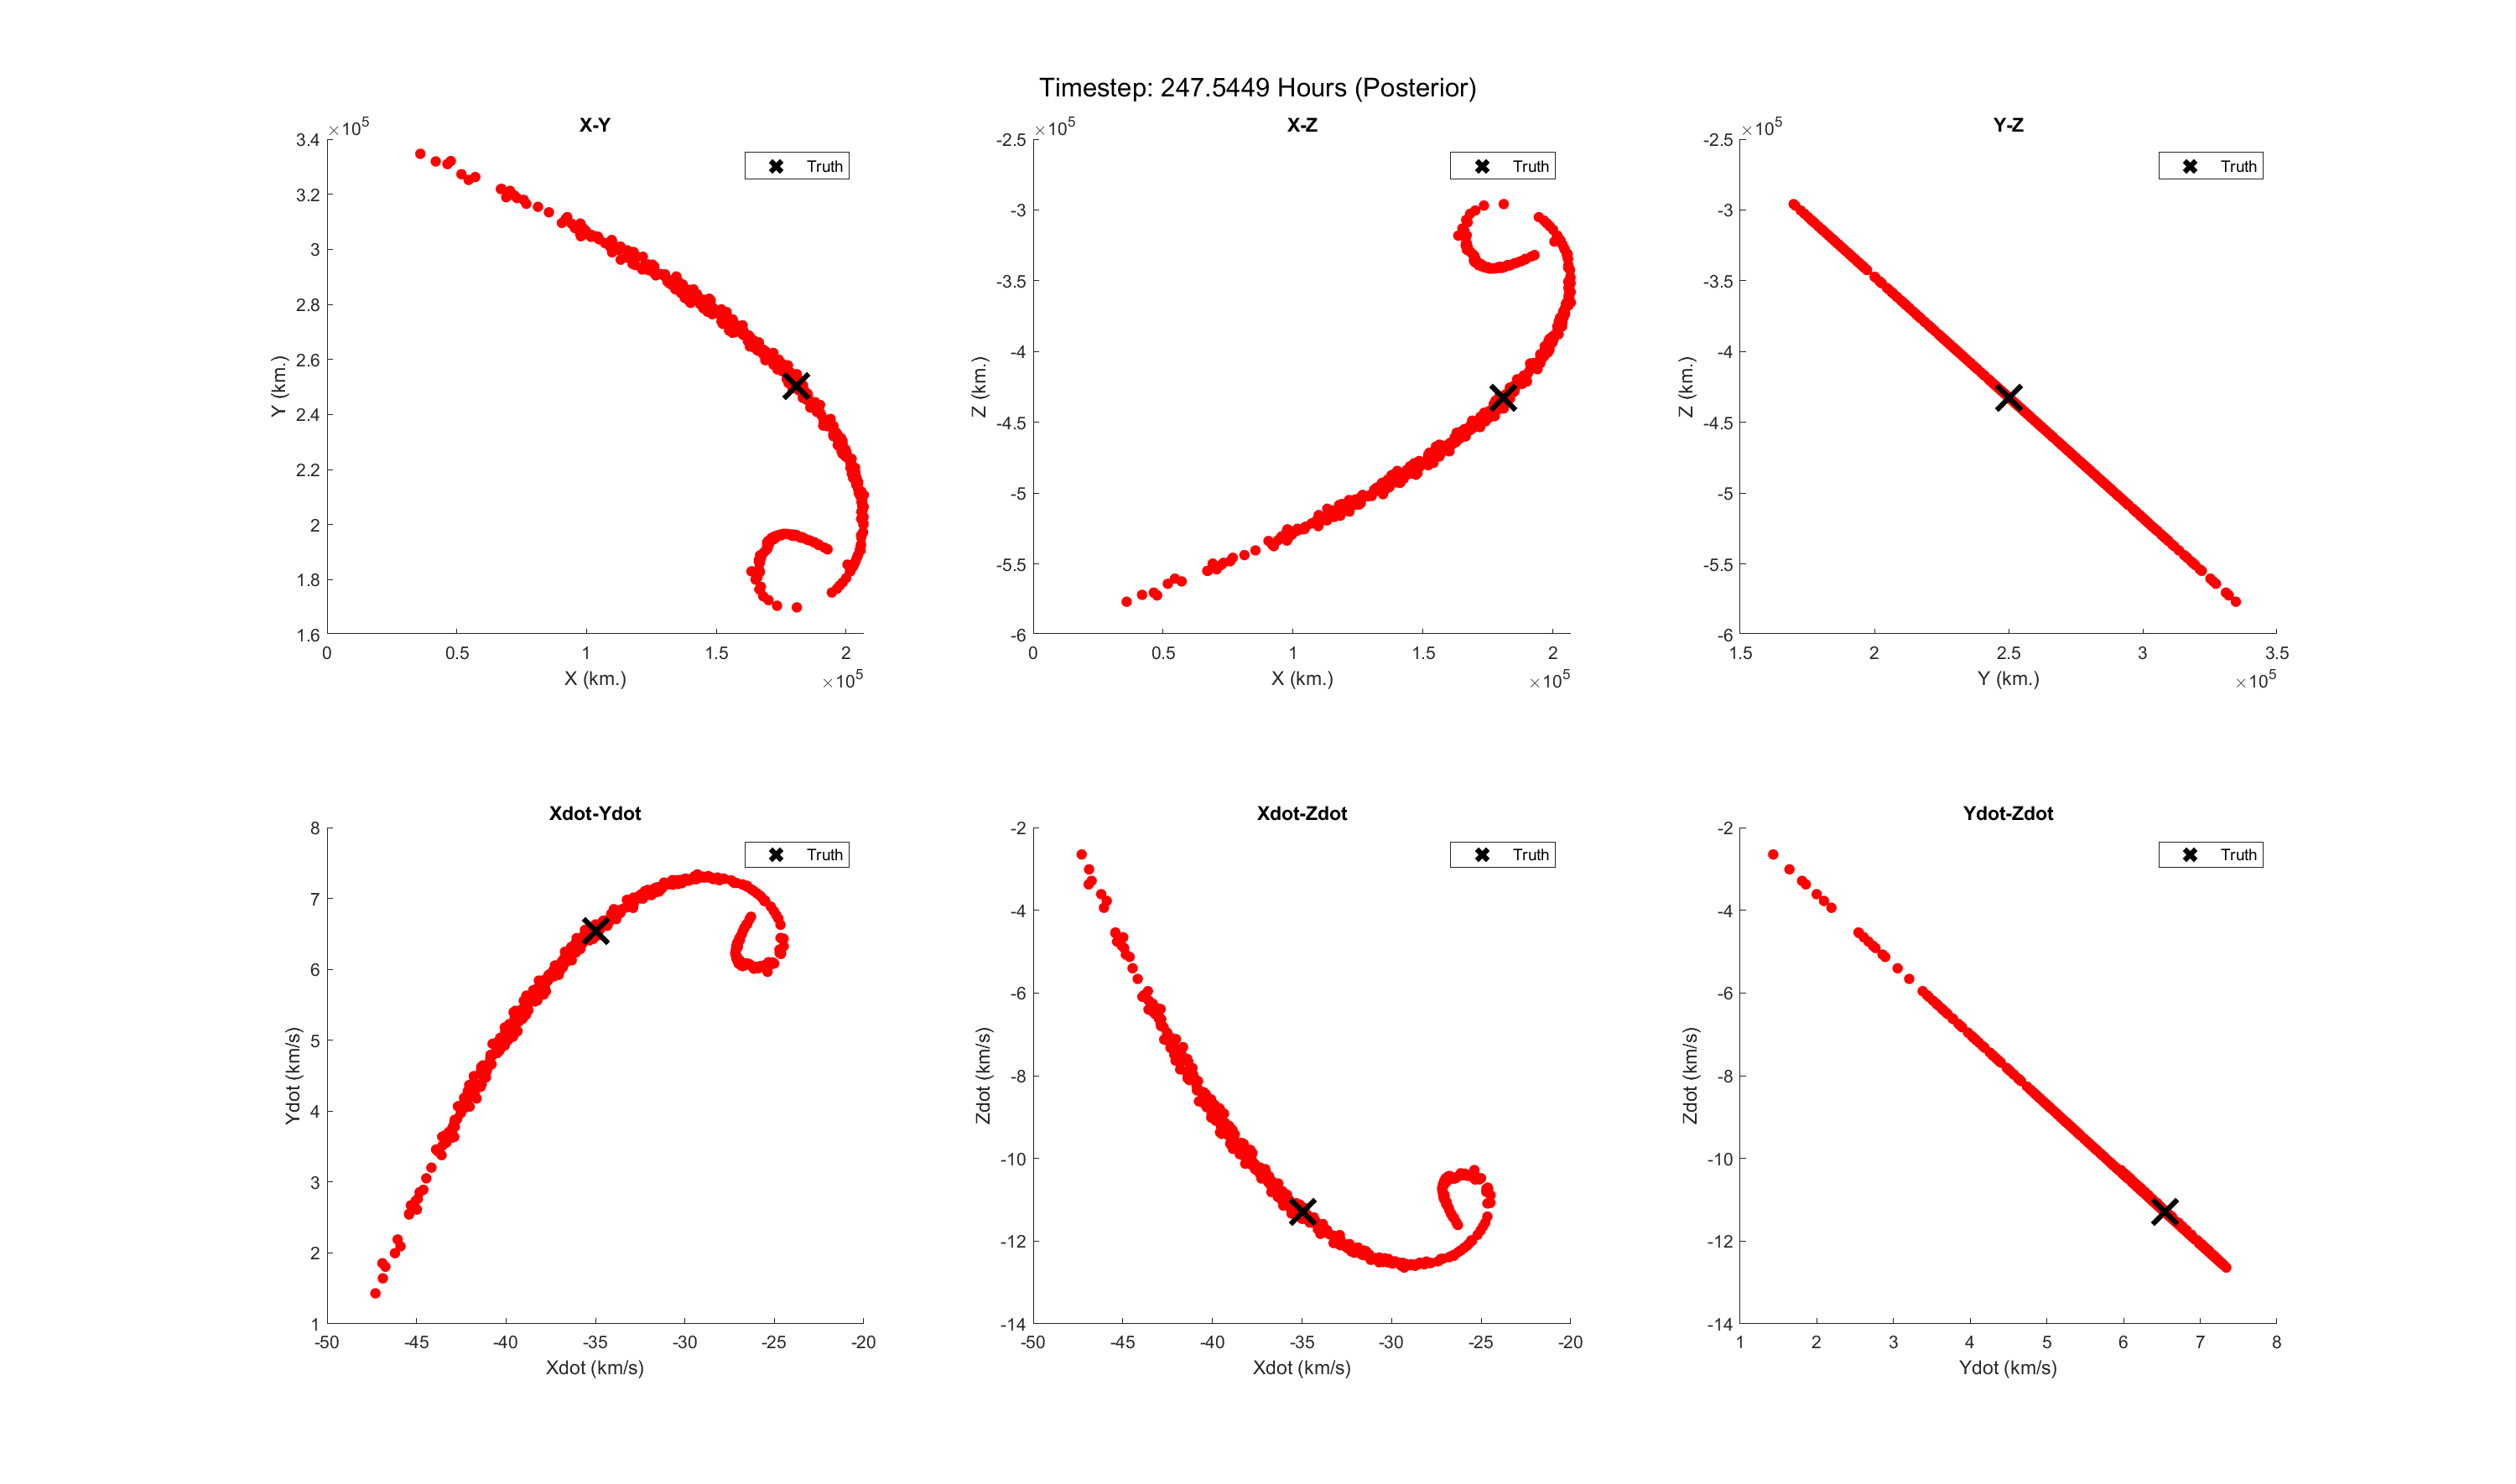 Timestep: 247.5449 Hours (Posterior)
X-Y
×10^5
3.4
3.2
3
2.8
2.6
2.4
2.2
2
1.8
1.6
Y (km.)
0 0.5 1 1.5 2
×10^5
X (km.)
Truth
X-Z
×10^5
-2.5
-3
-3.5
-4
-4.5
-5
-5.5
-6
Z (km.)
0 0.5 1 1.5 2
×10^5
X (km.)
Truth
Y-Z
×10^5
-2.5
-3
-3.5
-4
-4.5
-5
-5.5
-6
Z (km.)
1.5 2 2.5 3 3.5
×10^5
Y (km.)
Truth
Xdot-Ydot
8
7
6
5
4
3
2
1
Ydot (km/s)
-50 -45 -40 -35 -30 -25 -20
Xdot (km/s)
Truth
Xdot-Zdot
-2
-4
-6
-8
-10
-12
-14
Zdot (km/s)
-50 -45 -40 -35 -30 -25 -20
Xdot (km/s)
Truth
Ydot-Zdot
-2
-4
-6
-8
-10
-12
-14
Zdot (km/s)
1 2 3 4 5 6 7 8
Ydot (km/s)
Truth